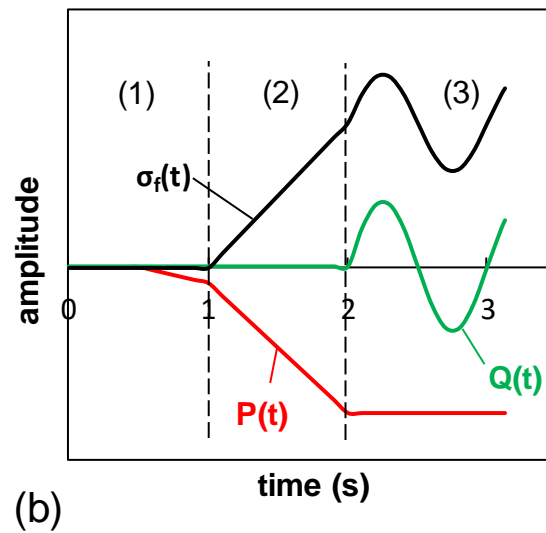 (1) (2) (3)
σf(t)
amplitude
0 1 2 3
Q(t)
P(t)
time (s)
(b)